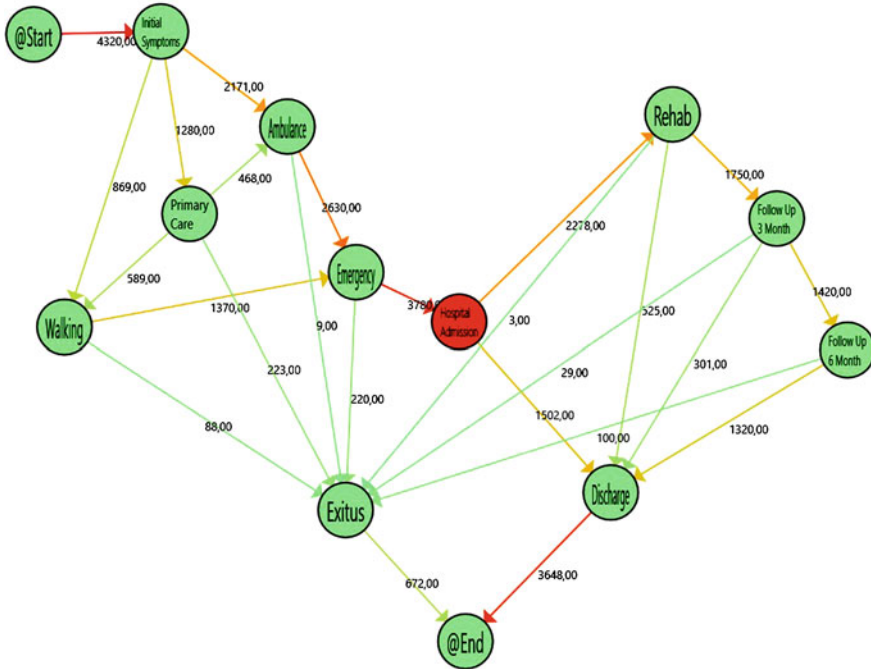 @Start
4320,00
Initial
Symptoms
2171,00
1280,00
869,00
Ambulance
468,00
Primary
Care
589,00
2630,00
Emergency
1370,00
Walking
9,00
223,00
220,00
88,00
3780,0
Hospital
Admission
2278,00
3,00
Rehab
1750,00
Follow Up
3 Month
525,00
1420,00
Follow Up
6 Month
29,00
301,00
1502,00
100,00
1320,00
Exitus
Discharge
672,00
3648,00
@End